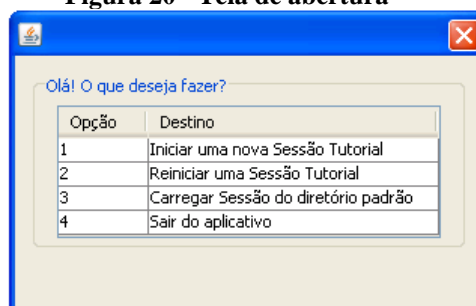 Figura 20 - Tela de abertura
Olá! O que deseja fazer?
Opção Destino
1 Iniciar uma nova Sessão Tutorial
2 Reiniciar uma Sessão Tutorial
3 Carregar Sessão do diretório padrão
4 Sair do aplicativo